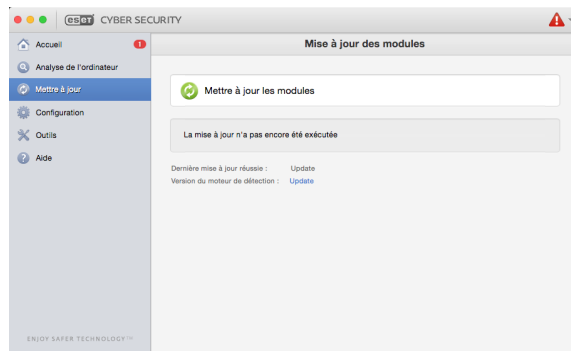 eset CYBER SECURITY
Accueil 1
Analyse de l'ordinateur
Mettre à jour
Configuration
Outils
Aide
ENJOY SAFER TECHNOLOGY™
Mise à jour des modules
Mettre à jour les modules
La mise à jour n'a pas encore été exécutée
Dernière mise à jour réussie : Update
Version du moteur de détection : Update